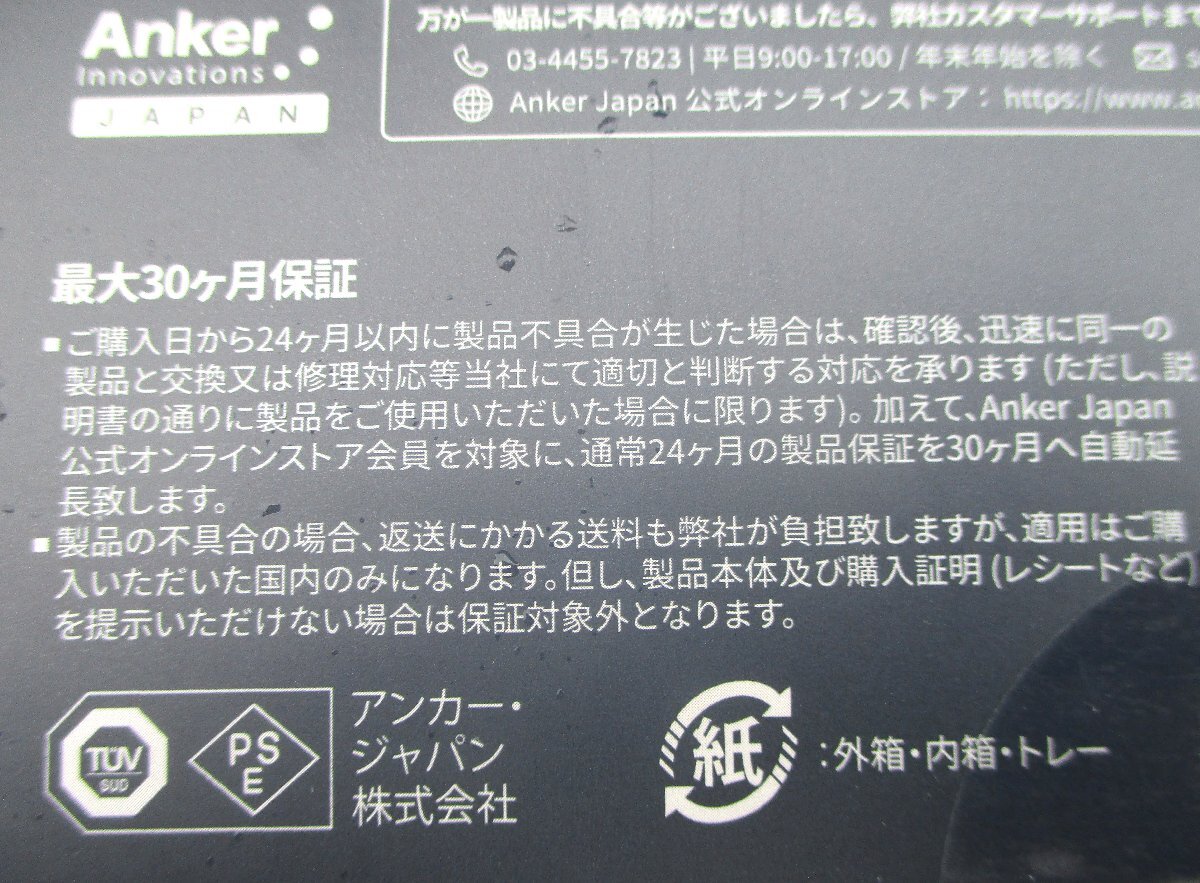 Anker
Innovations
JAPAN
万が一製品に不具合等がございましたら、弊社カスタマーサポートま
03-4455-7823 | 平日9:00-17:00 / 年末年始を除く
Anker Japan 公式オンラインストア： https://www.a
最大30ヶ月保証
■ご購入日から24ヶ月以内に製品不具合が生じた場合は、確認後、迅速に同一の
製品と交換又は修理対応等当社にて適切と判断する対応を承ります (ただし、説
明書の通りに製品をご使用いただいた場合に限ります)。加えて、Anker Japan
公式オンラインストア会員を対象に、通常24ヶ月の製品保証を30ヶ月へ自動延
長致します。
■製品の不具合の場合、返送にかかる送料も弊社が負担致しますが、適用はご購
入いただいた国内のみになります。但し、製品本体及び購入証明 (レシートなど)
を提示いただけない場合は保証対象外となります。
TÜV
SÜD
PS
E
アンカー・
ジャパン
株式会社
紙
:外箱・内箱・トレー